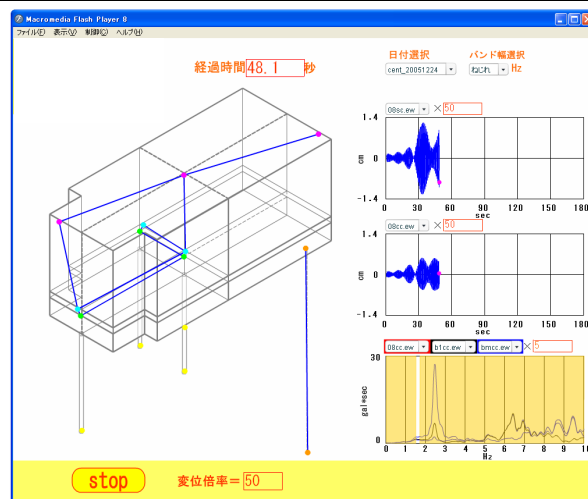 Macromedia Flash Player 8
ファイル(F) 表示(V) 制御(C) ヘルプ(H)
経過時間 48.1 秒
日付選択 バンド幅選択
cent_20051224 ねじれ Hz
08sc.ew ×50
1.4
cm 0
-1.4
0 30 60 90 120 150 180
sec
08cc.ew ×50
1.4
cm 0
-1.4
0 30 60 90 120 150 180
sec
08cc.ew b1cc.ew bmcc.ew ×5
30
gal*sec
0
0 1 2 3 4 5 6 7 8 9 10
Hz
stop 変位倍率=50